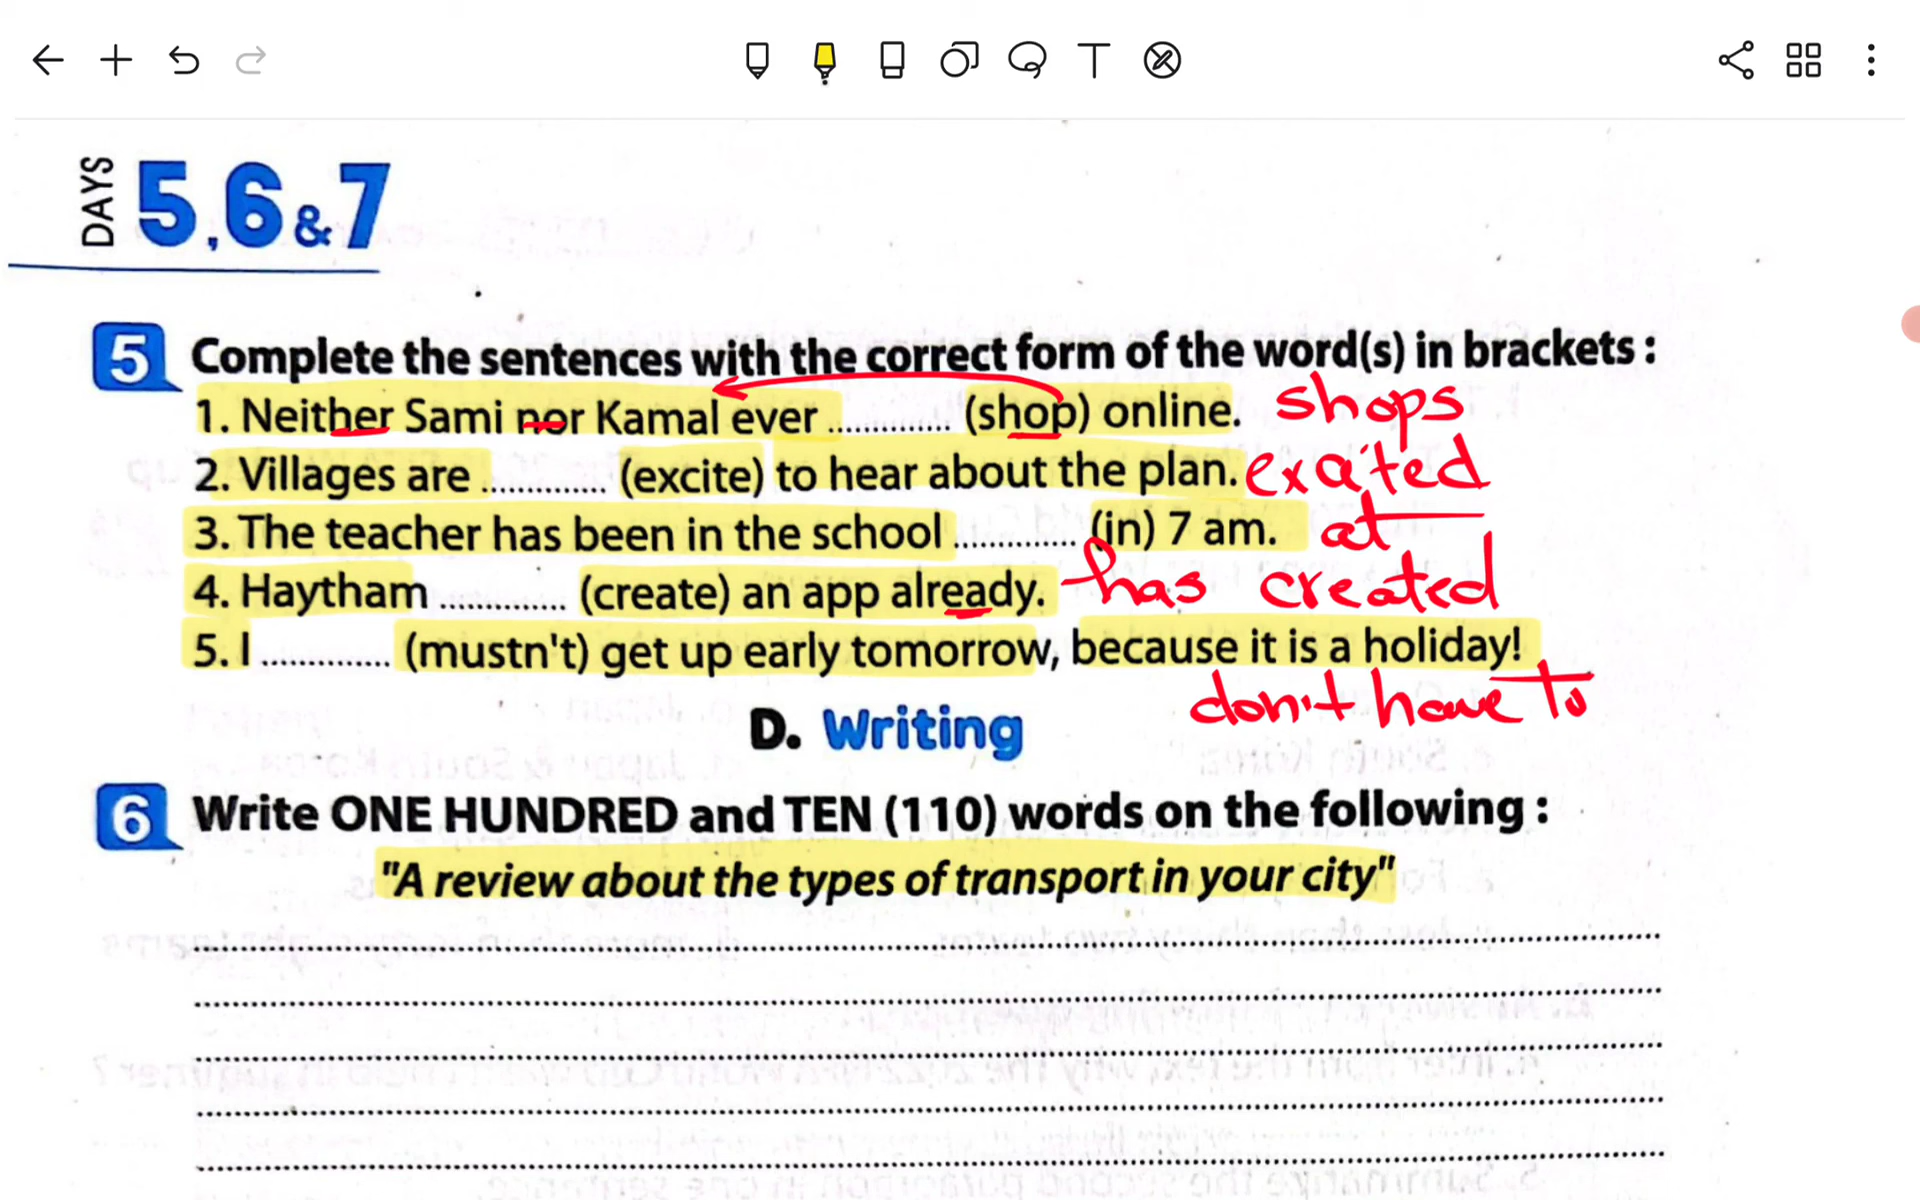 DAYS 5,6&7
5 Complete the sentences with the correct form of the word(s) in brackets :
1. Neither Sami nor Kamal ever ............. (shop) online. shops
2. Villages are ............. (excite) to hear about the plan. exited
3. The teacher has been in the school ............. (in) 7 am. at
4. Haytham ............. (create) an app already. has created
5. I ............. (mustn't) get up early tomorrow, because it is a holiday!
don't have to
D. Writing
6 Write ONE HUNDRED and TEN (110) words on the following :
"A review about the types of transport in your city"